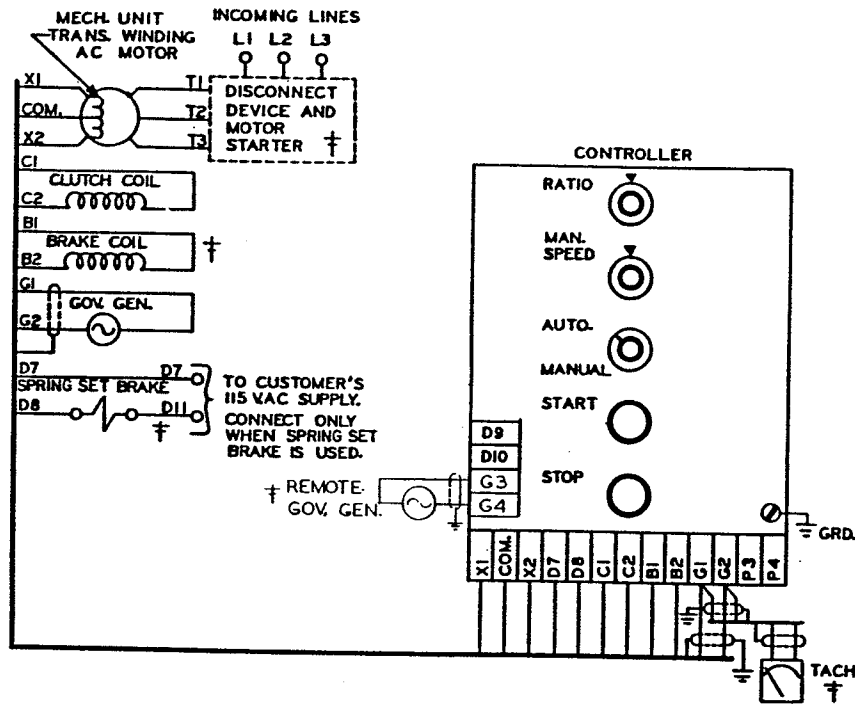 MECH. UNIT
TRANS. WINDING
AC MOTOR
INCOMING LINES
L1 L2 L3
X1
COM.
X2
T1
T2
T3
DISCONNECT
DEVICE AND
MOTOR
STARTER
C1
CLUTCH COIL
C2
B1
BRAKE COIL
B2
G1
GOV. GEN.
G2
D7
D7
SPRING SET BRAKE
D8
D11
TO CUSTOMER'S
115 V.A.C SUPPLY.
CONNECT ONLY
WHEN SPRING SET
BRAKE IS USED.
CONTROLLER
RATIO
MAN.
SPEED
AUTO.
MANUAL
START
STOP
D9
D10
G3
G4
REMOTE
GOV. GEN.
GRD.
X1 COM. X2 D7 D8 C1 C2 B1 B2 G1 G2 P3 P4
TACH